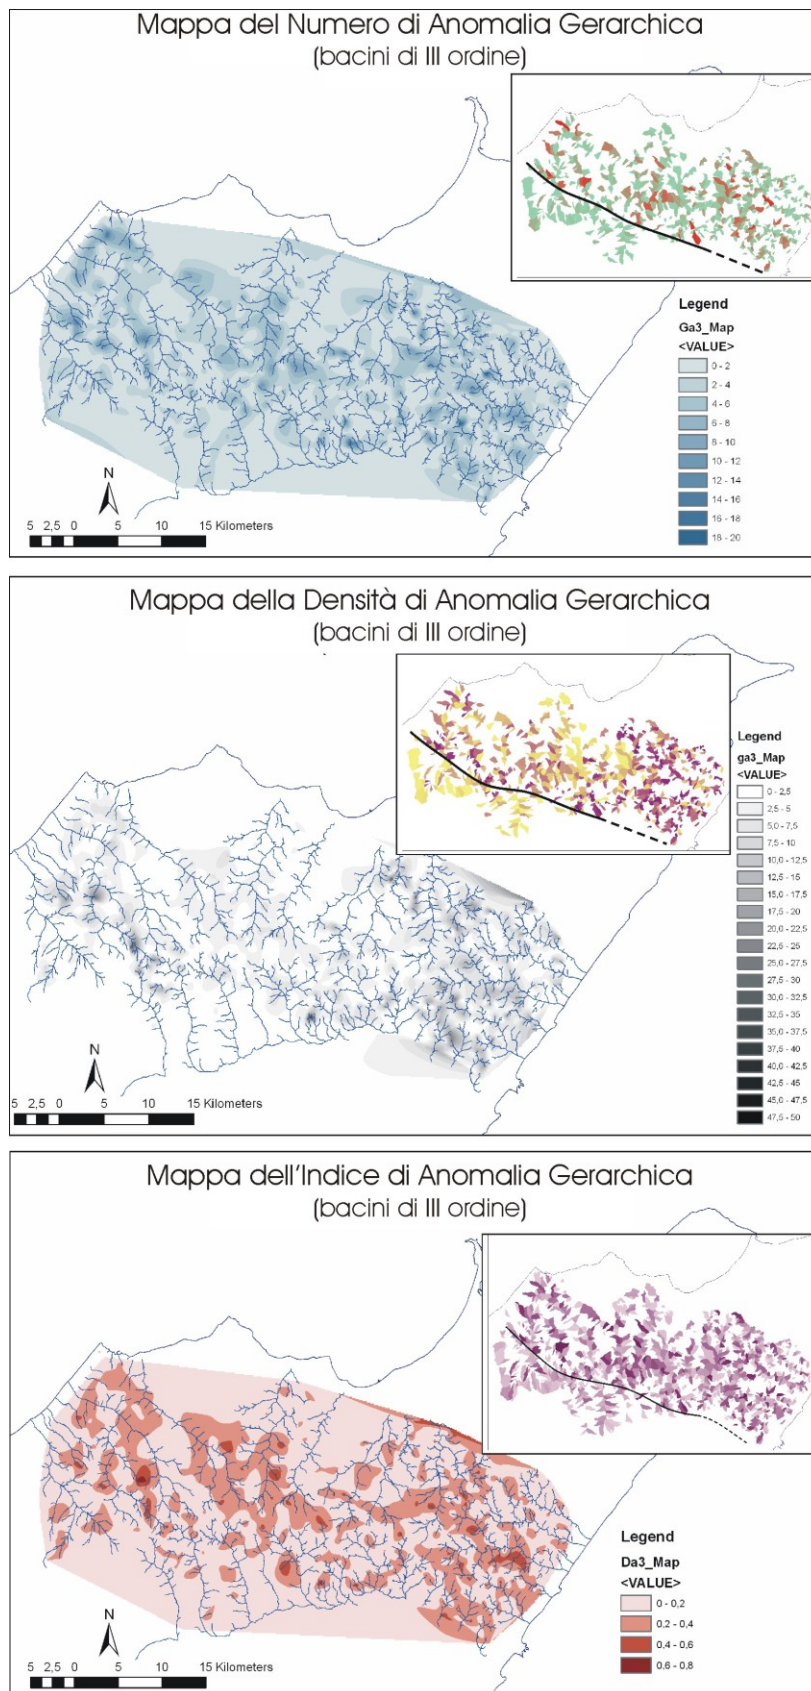 Mappa del Numero di Anomalia Gerarchica
(bacini di III ordine)
Legend
Ga3_Map
<VALUE>
0 - 2
2 - 4
4 - 6
6 - 8
8 - 10
10 - 12
12 - 14
14 - 16
16 - 18
18 - 20
N
5 2,5 0 5 10 15 Kilometers
Mappa della Densità di Anomalia Gerarchica
(bacini di III ordine)
Legend
ga3_Map
<VALUE>
0 - 2,5
2,5 - 5
5,0 - 7,5
7,5 - 10
10,0 - 12,5
12,5 - 15
15,0 - 17,5
17,5 - 20
20,0 - 22,5
22,5 - 25
25,0 - 27,5
27,5 - 30
30,0 - 32,5
32,5 - 35
35,0 - 37,5
37,5 - 40
40,0 - 42,5
42,5 - 45
45,0 - 47,5
47,5 - 50
N
5 2,5 0 5 10 15 Kilometers
Mappa dell'Indice di Anomalia Gerarchica
(bacini di III ordine)
Legend
Da3_Map
<VALUE>
0 - 0,2
0,2 - 0,4
0,4 - 0,6
0,6 - 0,8
N
5 2,5 0 5 10 15 Kilometers